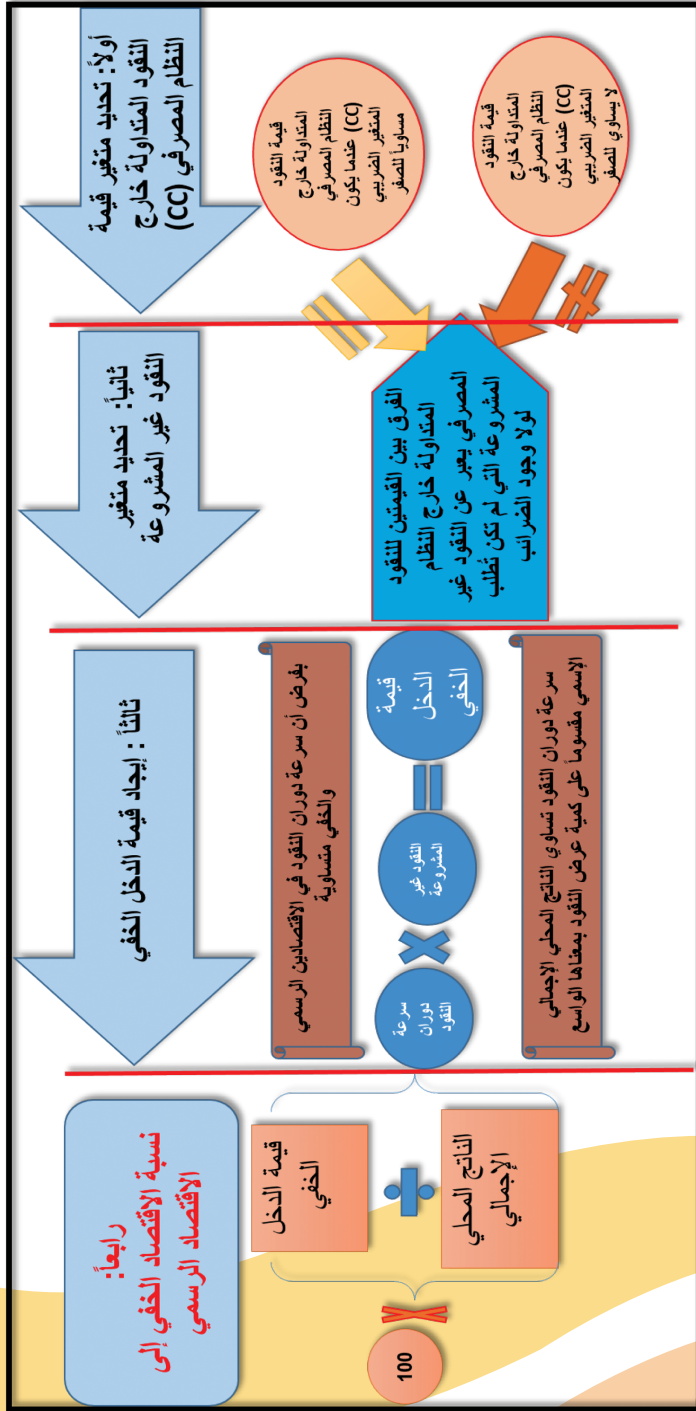 أولاً: تحديد متغير قيمة
النقود المتداولة خارج
النظام المصرفي (CC)
قيمة النقود
المتداولة خارج
النظام المصرفي
(CC) عندما يكون
المتغير الضريبي
مساوياً للصفر
قيمة النقود
المتداولة خارج
النظام المصرفي
(CC) عندما يكون
المتغير الضريبي
لا يساوي للصفر
=
≠
ثانياً: تحديد متغير
النقود غير المشروعة
الفرق بين القيمتين للنقود
المتداولة خارج النظام
المصرفي يعبر عن النقود غير
المشروعة التي لم تكن تُطلب
لولا وجود الضرائب
ثالثاً : إيجاد قيمة الدخل الخفي
بفرض أن سرعة دوران النقود في الاقتصادين الرسمي
والخفي متساوية
قيمة
الدخل
الخفي
=
النقود غير
المشروعة
×
سرعة
دوران
النقود
سرعة دوران النقود تساوي الناتج المحلي الإجمالي
الإسمي مقسوماً على كمية عرض النقود بمعناها الواسع
رابعاً:
نسبة الاقتصاد الخفي إلى
الاقتصاد الرسمي
قيمة الدخل
الخفي
÷
الناتج المحلي
الإجمالي
×
100